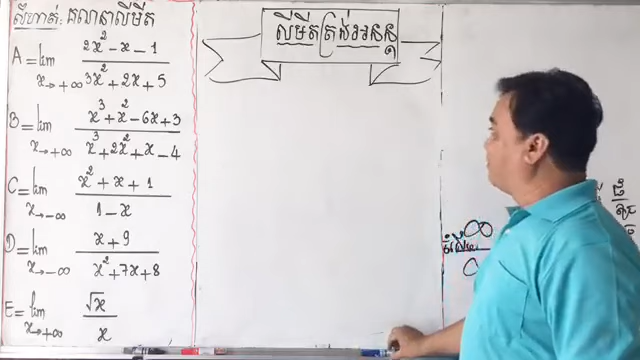 លំហាត់: គណនាលីមីត
A = lim x→+∞ (2x² - x - 1) / (3x² + 2x + 5)
B = lim x→+∞ (x³ + x² - 6x + 3) / (x³ + 2x² + x - 4)
C = lim x→-∞ (x² + x + 1) / (1 - x)
D = lim x→-∞ (x + 9) / (x² + 7x + 8)
E = lim x→+∞ √x / x
លីមីតត្រង់អនន្ត
∞